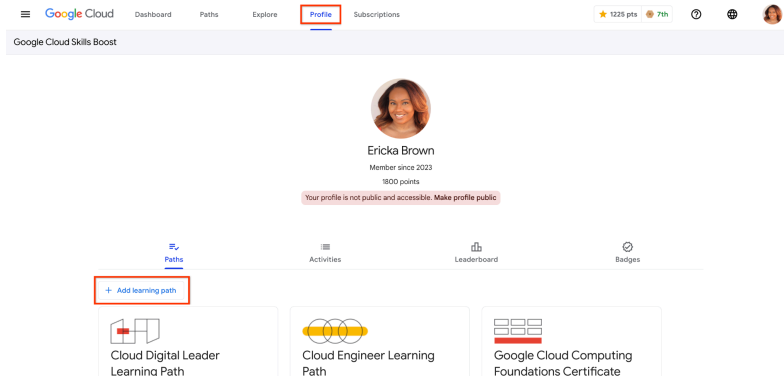 Google Cloud Dashboard Paths Explore Profile Subscriptions 1225 pts 7th
Google Cloud Skills Boost
Ericka Brown
Member since 2023
1800 points
Your profile is not public and accessible. Make profile public
Paths Activities Leaderboard Badges
+ Add learning path
Cloud Digital Leader Cloud Engineer Learning Google Cloud Computing
Learning Path Path Foundations Certificate